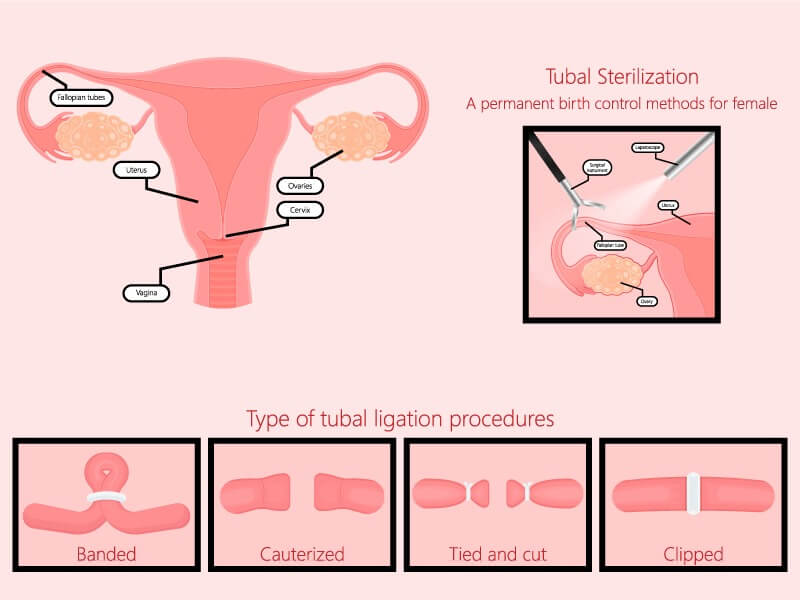 Tubal Sterilization
A permanent birth control methods for female
Fallopian tubes
Uterus
Ovaries
Cervix
Vagina
Laparoscope
Surgical
instrument
Uterus
Fallopian tube
Ovary
Type of tubal ligation procedures
Banded
Cauterized
Tied and cut
Clipped